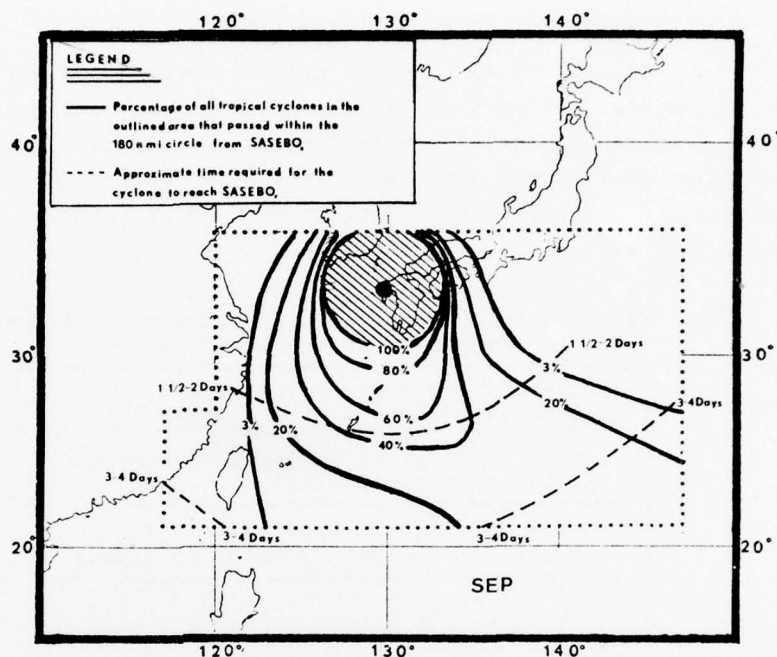 120° 130° 140°
LEGEND
Percentage of all tropical cyclones in the
outlined area that passed within the
180 nmi circle from SASEBO.
Approximate time required for the
cyclone to reach SASEBO.
40° 40°
30° 30°
100%
80%
1 1/2-2 Days
3%
1 1/2-2 Days
60%
20%
3-4 Days
3%
20%
40%
3-4 Days
3-4 Days
3-4 Days
20° 20°
SEP
120° 130° 140°